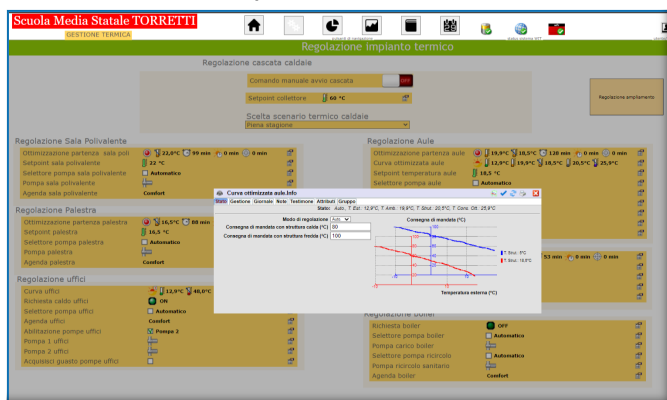 Scuola Media Statale TORRETTI
GESTIONE TERMICA
Regolazione impianto termico
Regolazione cascata caldaie
Comando manuale avvio cascata OFF
Setpoint collettore 60 °C
Scelta scenario termico caldaie
Piena stagione
Regolazione ampliamento
Regolazione Sala Polivalente
Ottimizzazione partenza sala poli 22,0°C 99 min 0 min 0 min
Setpoint sala polivalente 22 °C
Selettore pompa sala polivalente Automatico
Pompa sala polivalente
Agenda sala polivalente Comfort
Regolazione Aule
Ottimizzazione partenza aule 19,9°C 18,5°C 128 min 0 min 0 min
Curva ottimizzata aule 12,9°C 19,9°C 18,5°C 20,5°C 25,9°C
Setpoint temperatura aule 18,5 °C
Selettore pompa aule Automatico
Regolazione Palestra
Ottimizzazione partenza palestra 16,5°C 88 min
Setpoint palestra 16,5 °C
Selettore pompa palestra Automatico
Pompa palestra
Agenda palestra Comfort
53 min 0 min 0 min
Curva ottimizzata aule.Info
Stato Gestione Giornale Note Testimone Attributi Gruppo
Stato: Auto., T. Est.: 12,9°C, T. Amb.: 19,9°C, T. Strut.: 20,5°C, T. Cons. Ott.: 25,9°C
Modo di regolazione Auto.
Consegna di mandata con struttura calda (°C) 80
Consegna di mandata con struttura fredda (°C) 100
Consegna di mandata (°C)
Temperatura esterna (°C)
Regolazione uffici
Curva uffici 12,9°C 48,0°C
Richiesta caldo uffici ON
Selettore pompa uffici Automatico
Agenda uffici Comfort
Abilitazione pompe uffici Pompa 2
Pompa 1 uffici
Pompa 2 uffici
Acquisisci guasto pompe uffici
Regolazione boiler
Richiesta boiler OFF
Selettore pompa boiler Automatico
Pompa carico boiler
Selettore pompa ricircolo Automatico
Pompa ricircolo sanitario
Agenda boiler Comfort